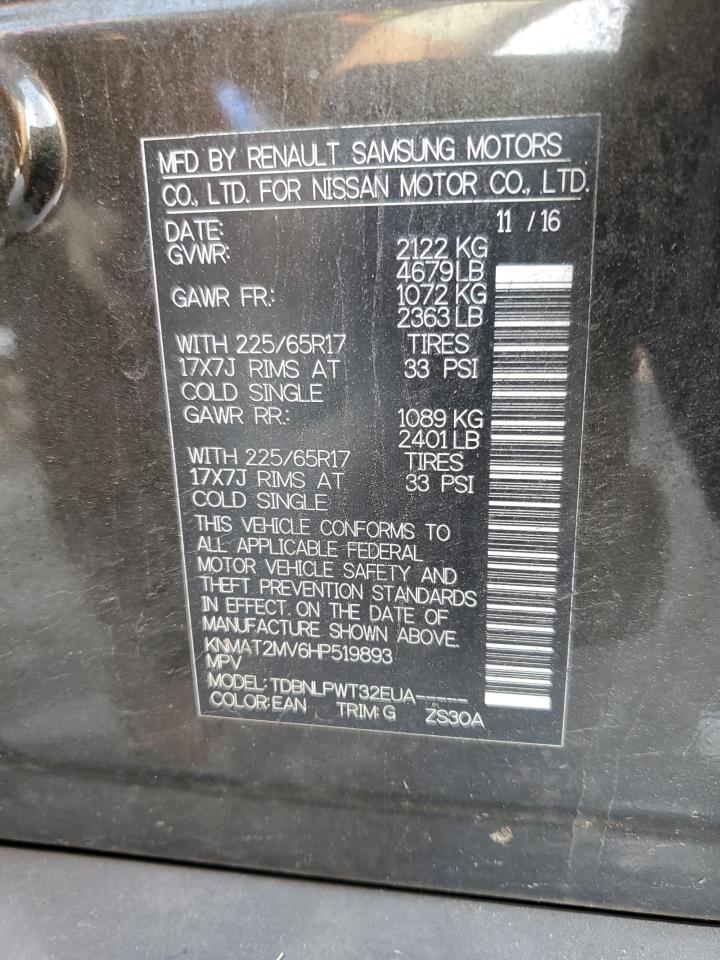 MFD BY RENAULT SAMSUNG MOTORS
CO., LTD. FOR NISSAN MOTOR CO., LTD.
DATE: 11 / 16
GVWR: 2122 KG
4679 LB
GAWR FR: 1072 KG
2363 LB
WITH 225/65R17 TIRES
17X7J RIMS AT 33 PSI
COLD SINGLE
GAWR RR: 1089 KG
2401 LB
WITH 225/65R17 TIRES
17X7J RIMS AT 33 PSI
COLD SINGLE
THIS VEHICLE CONFORMS TO
ALL APPLICABLE FEDERAL
MOTOR VEHICLE SAFETY AND
THEFT PREVENTION STANDARDS
IN EFFECT ON THE DATE OF
MANUFACTURE SHOWN ABOVE.
KNMAT2MV6HP519893
MPV
MODEL: TDBNLPWT32EUA-----
COLOR:EAN TRIM:G ZS30A